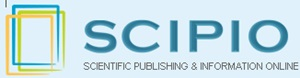 SCIPIO
SCIENTIFIC PUBLISHING & INFORMATION ONLINE